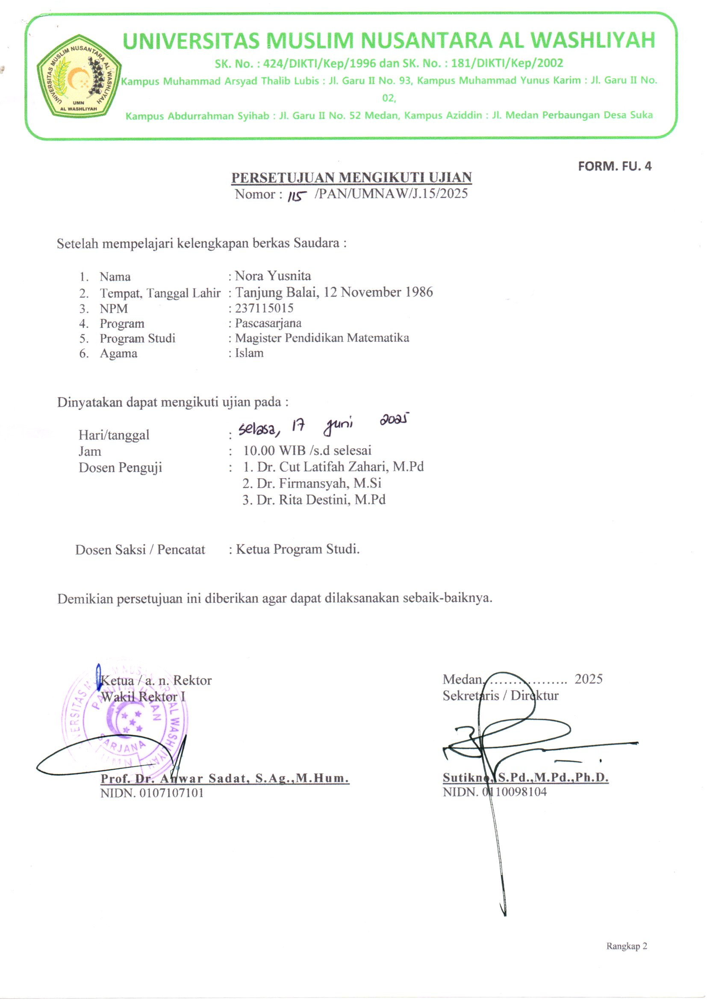 UNIVERSITAS MUSLIM NUSANTARA AL WASHLIYAH
SK. No. : 424/DIKTI/Kep/1996 dan SK. No. : 181/DIKTI/Kep/2002
Kampus Muhammad Arsyad Thalib Lubis : Jl. Garu II No. 93, Kampus Muhammad Yunus Karim : Jl. Garu II No.
02,
Kampus Abdurrahman Syihab : Jl. Garu II No. 52 Medan, Kampus Aziddin : Jl. Medan Perbaungan Desa Suka
UNIVERSITAS MUSLIM NUSANTARA AL WASHLIYAH
UMN
AL WASHLIYAH
FORM. FU. 4
PERSETUJUAN MENGIKUTI UJIAN
Nomor : 115 /PAN/UMNAW/J.15/2025
Setelah mempelajari kelengkapan berkas Saudara :
1. Nama : Nora Yusnita
2. Tempat, Tanggal Lahir : Tanjung Balai, 12 November 1986
3. NPM : 237115015
4. Program : Pascasarjana
5. Program Studi : Magister Pendidikan Matematika
6. Agama : Islam
Dinyatakan dapat mengikuti ujian pada :
Hari/tanggal : selasa, 17 juni 2025
Jam : 10.00 WIB /s.d selesai
Dosen Penguji : 1. Dr. Cut Latifah Zahari, M.Pd
2. Dr. Firmansyah, M.Si
3. Dr. Rita Destini, M.Pd
Dosen Saksi / Pencatat : Ketua Program Studi.
Demikian persetujuan ini diberikan agar dapat dilaksanakan sebaik-baiknya.
Ketua / a. n. Rektor
Wakil Rektor I
PANITIA UJIAN
SARJANA
UMN
Prof. Dr. Anwar Sadat, S.Ag.,M.Hum.
NIDN. 0107107101
Medan, .................. 2025
Sekretaris / Direktur
Sutikno, S.Pd.,M.Pd.,Ph.D.
NIDN. 0110098104
Rangkap 2